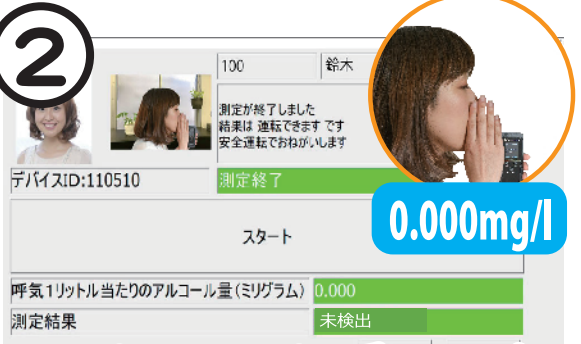 ②
100
鈴木
測定が終了しました
結果は 運転できます です
安全運転でおねがいします
デバイスID:110510
測定終了
0.000mg/l
スタート
呼気1リットル当たりのアルコール量(ミリグラム)
0.000
測定結果
未検出